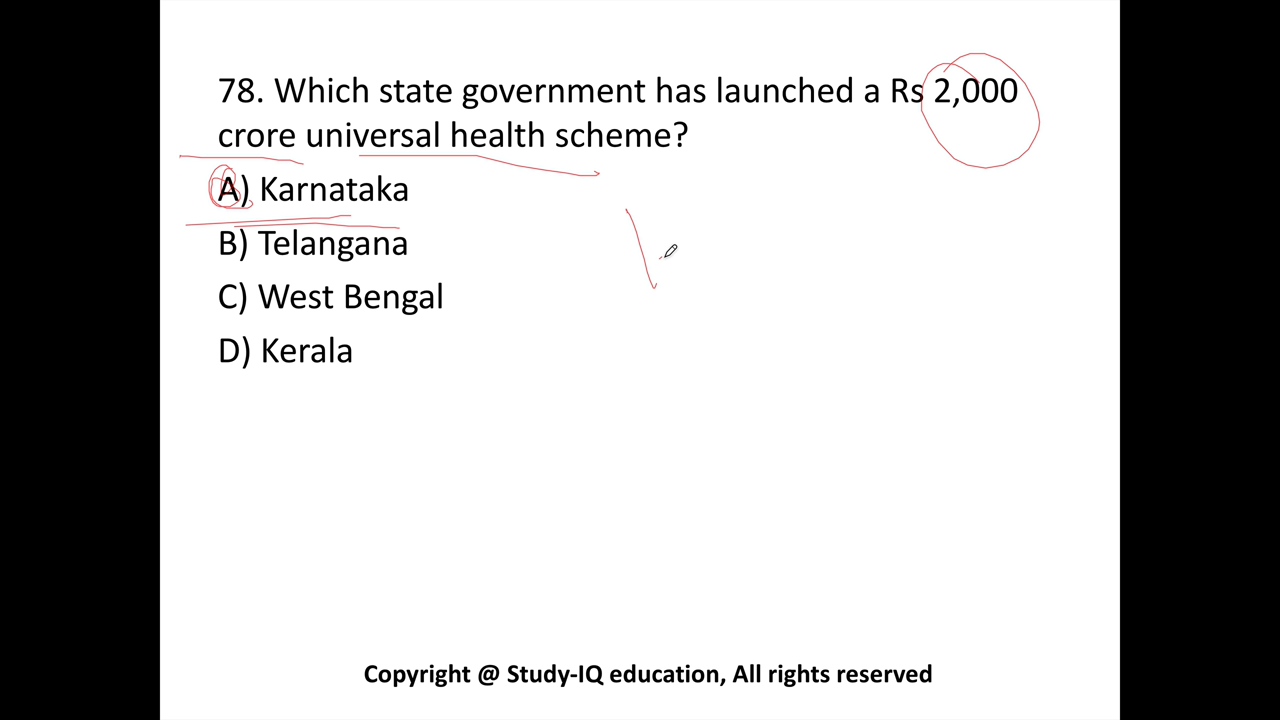 78. Which state government has launched a Rs 2,000
crore universal health scheme?
A) Karnataka
B) Telangana
C) West Bengal
D) Kerala
Copyright @ Study-IQ education, All rights reserved